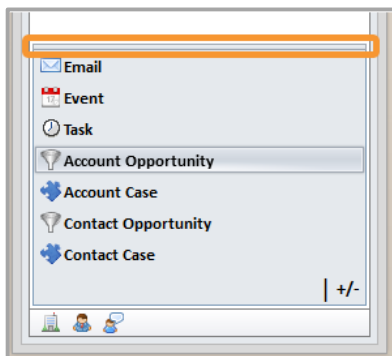 Email
Event
Task
Account Opportunity
Account Case
Contact Opportunity
Contact Case
| +/-